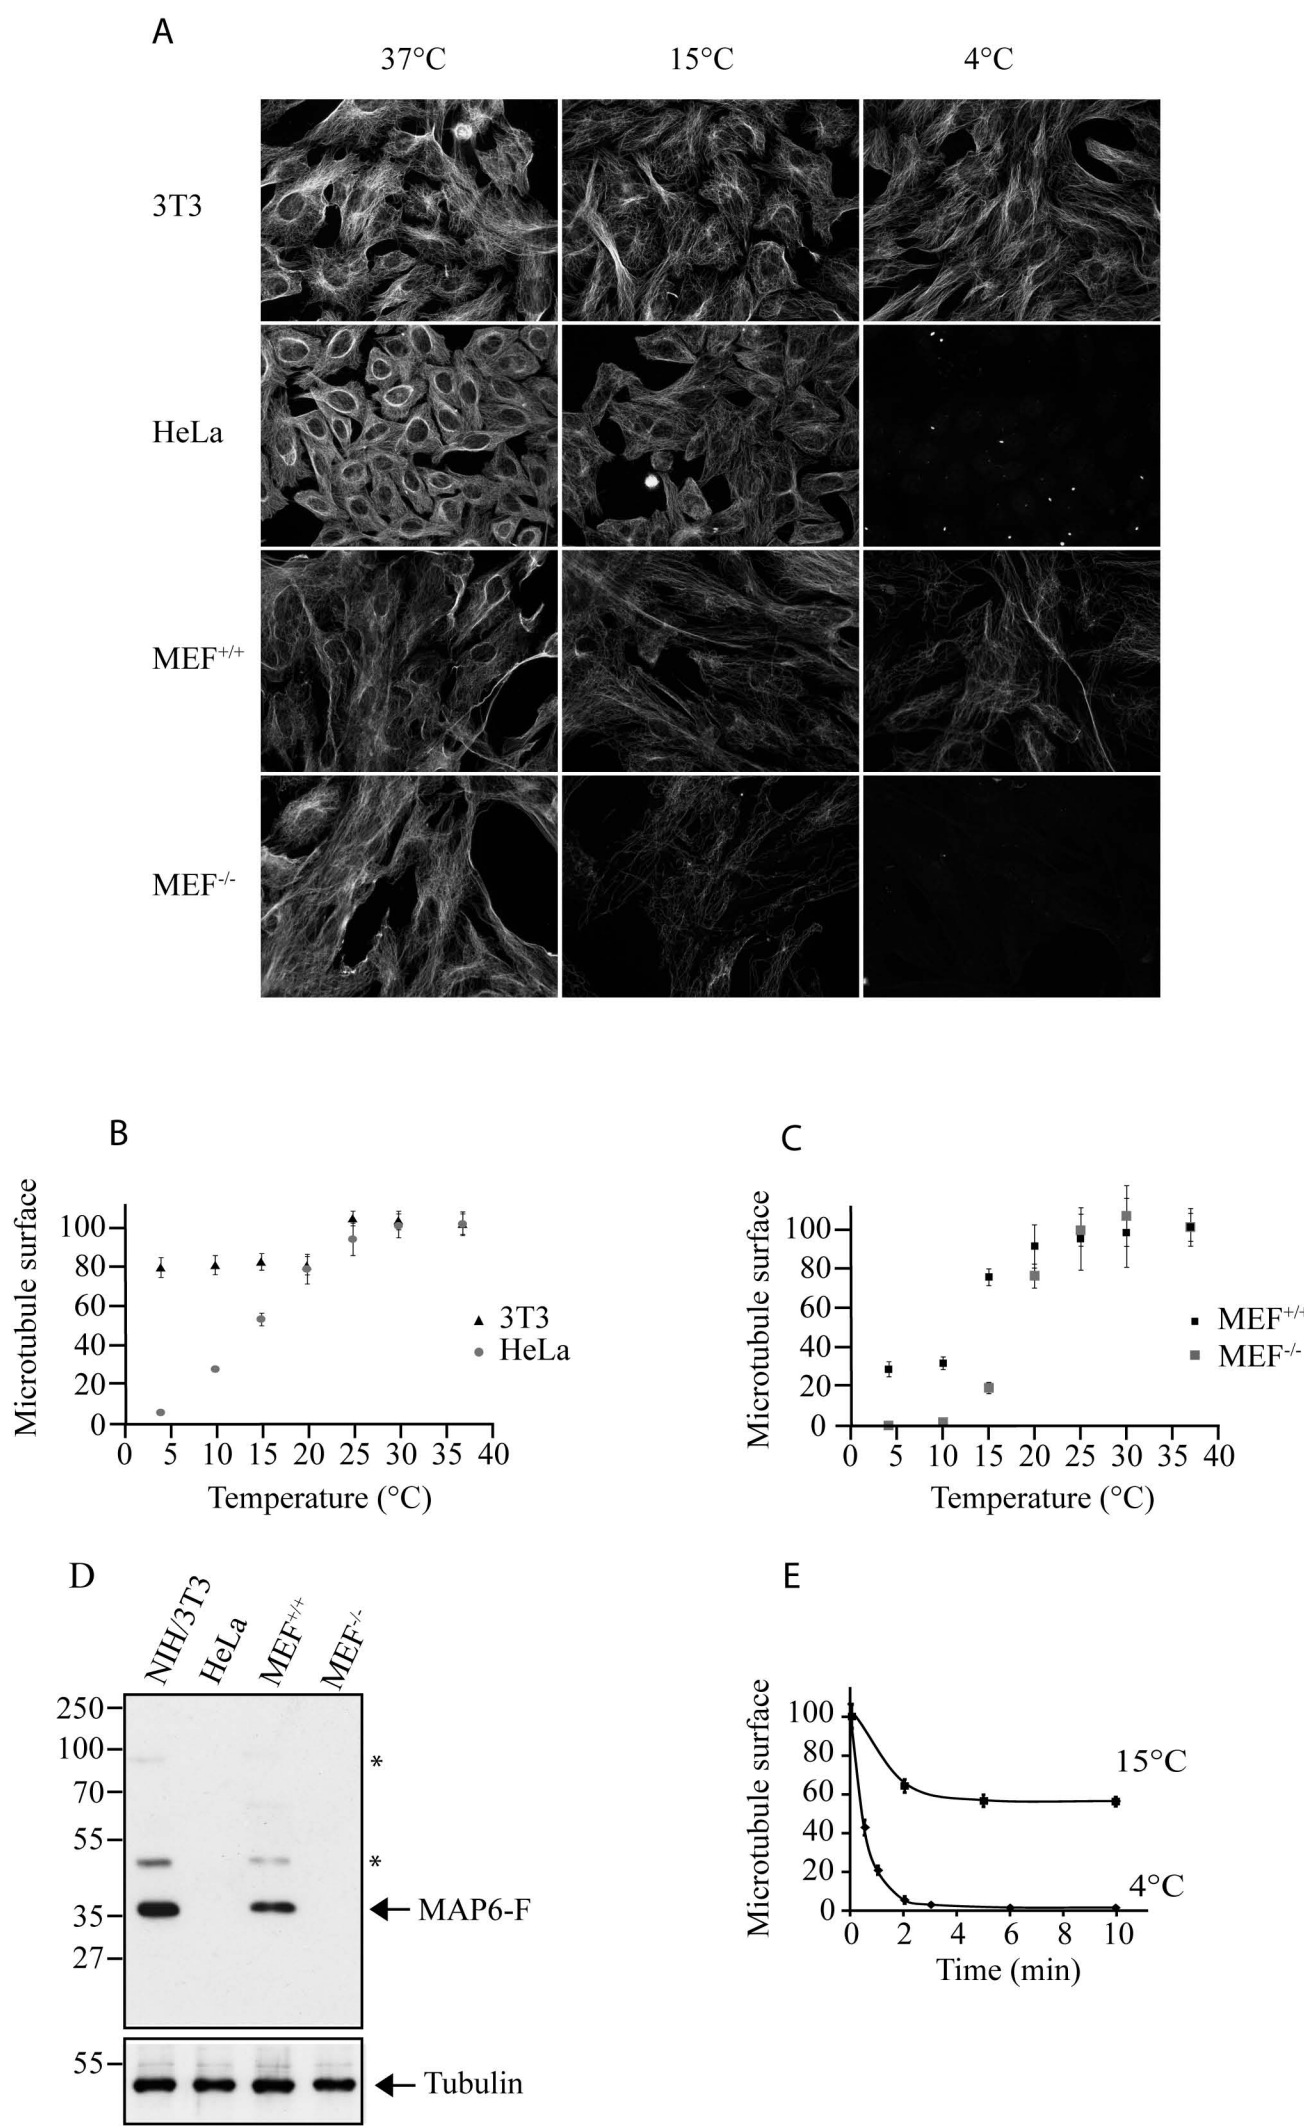 A
37°C 15°C 4°C
3T3
HeLa
MEF+/+
MEF-/-
B
Microtubule surface
100
80
60
40
20
0
0 5 10 15 20 25 30 35 40
Temperature (°C)
3T3
HeLa
C
Microtubule surface
100
80
60
40
20
0
0 5 10 15 20 25 30 35 40
Temperature (°C)
MEF+/+
MEF-/-
D
NIH/3T3
HeLa
MEF+/+
MEF-/-
250
100
70
55
35
27
*
*
MAP6-F
55
Tubulin
E
Microtubule surface
100
80
60
40
20
0
0 2 4 6 8 10
Time (min)
15°C
4°C